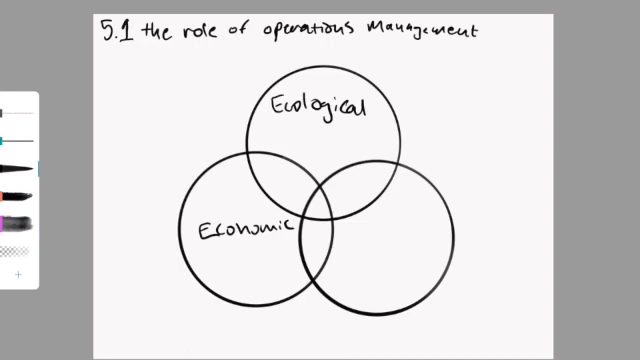 5.1 the role of operations management
Ecological
Economic